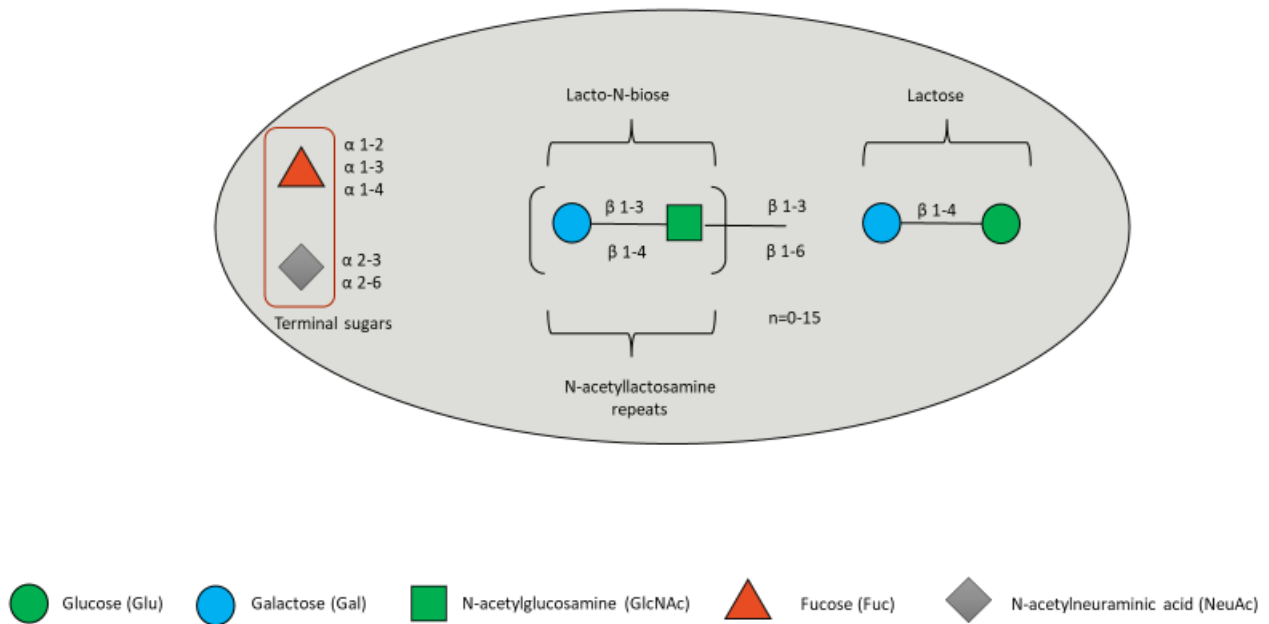 Lacto-N-biose
Lactose
α 1-2
α 1-3
α 1-4
β 1-3
β 1-3
β 1-4
β 1-4
β 1-6
α 2-3
α 2-6
Terminal sugars
n=0-15
N-acetyllactosamine
repeats
Glucose (Glu)
Galactose (Gal)
N-acetylglucosamine (GlcNAc)
Fucose (Fuc)
N-acetylneuraminic acid (NeuAc)